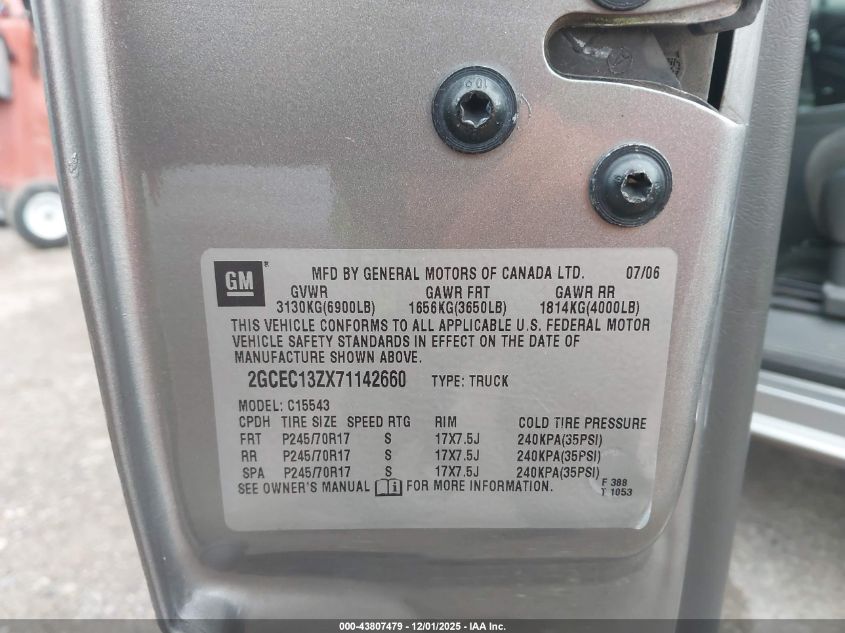 10.9
GM®
MFD BY GENERAL MOTORS OF CANADA LTD. 07/06
GVWR GAWR FRT GAWR RR
3130KG(6900LB) 1656KG(3650LB) 1814KG(4000LB)
THIS VEHICLE CONFORMS TO ALL APPLICABLE U.S. FEDERAL MOTOR
VEHICLE SAFETY STANDARDS IN EFFECT ON THE DATE OF
MANUFACTURE SHOWN ABOVE.
2GCEC13ZX71142660 TYPE: TRUCK
MODEL: C15543
CPDH TIRE SIZE SPEED RTG RIM COLD TIRE PRESSURE
FRT P245/70R17 S 17X7.5J 240KPA(35PSI)
RR P245/70R17 S 17X7.5J 240KPA(35PSI)
SPA P245/70R17 S 17X7.5J 240KPA(35PSI)
SEE OWNER'S MANUAL i FOR MORE INFORMATION.
F 388
T 1053
000-43807479 - 12/01/2025 - IAA Inc.